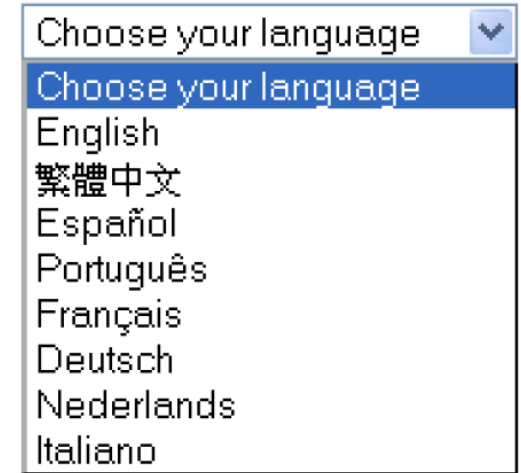 Choose your language
Choose your language
English
繁體中文
Español
Português
Français
Deutsch
Nederlands
Italiano